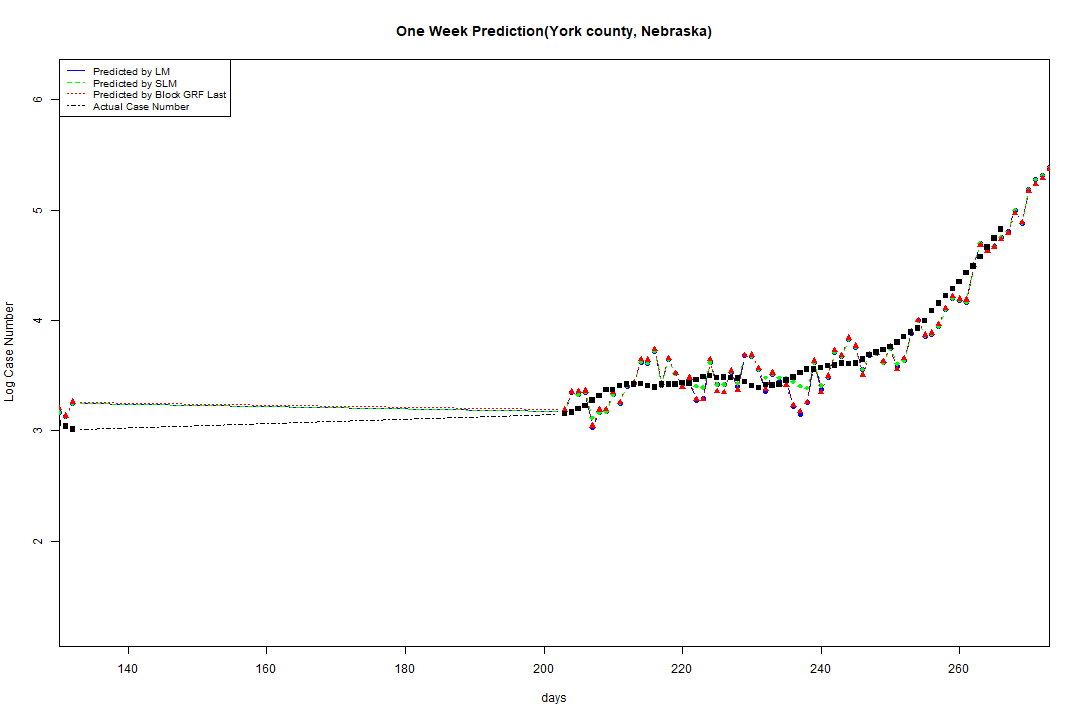 One Week Prediction(York county, Nebraska)
Predicted by LM
Predicted by SLM
Predicted by Block GRF Last
Actual Case Number
6
5
4
3
2
Log Case Number
140 160 180 200 220 240 260
days